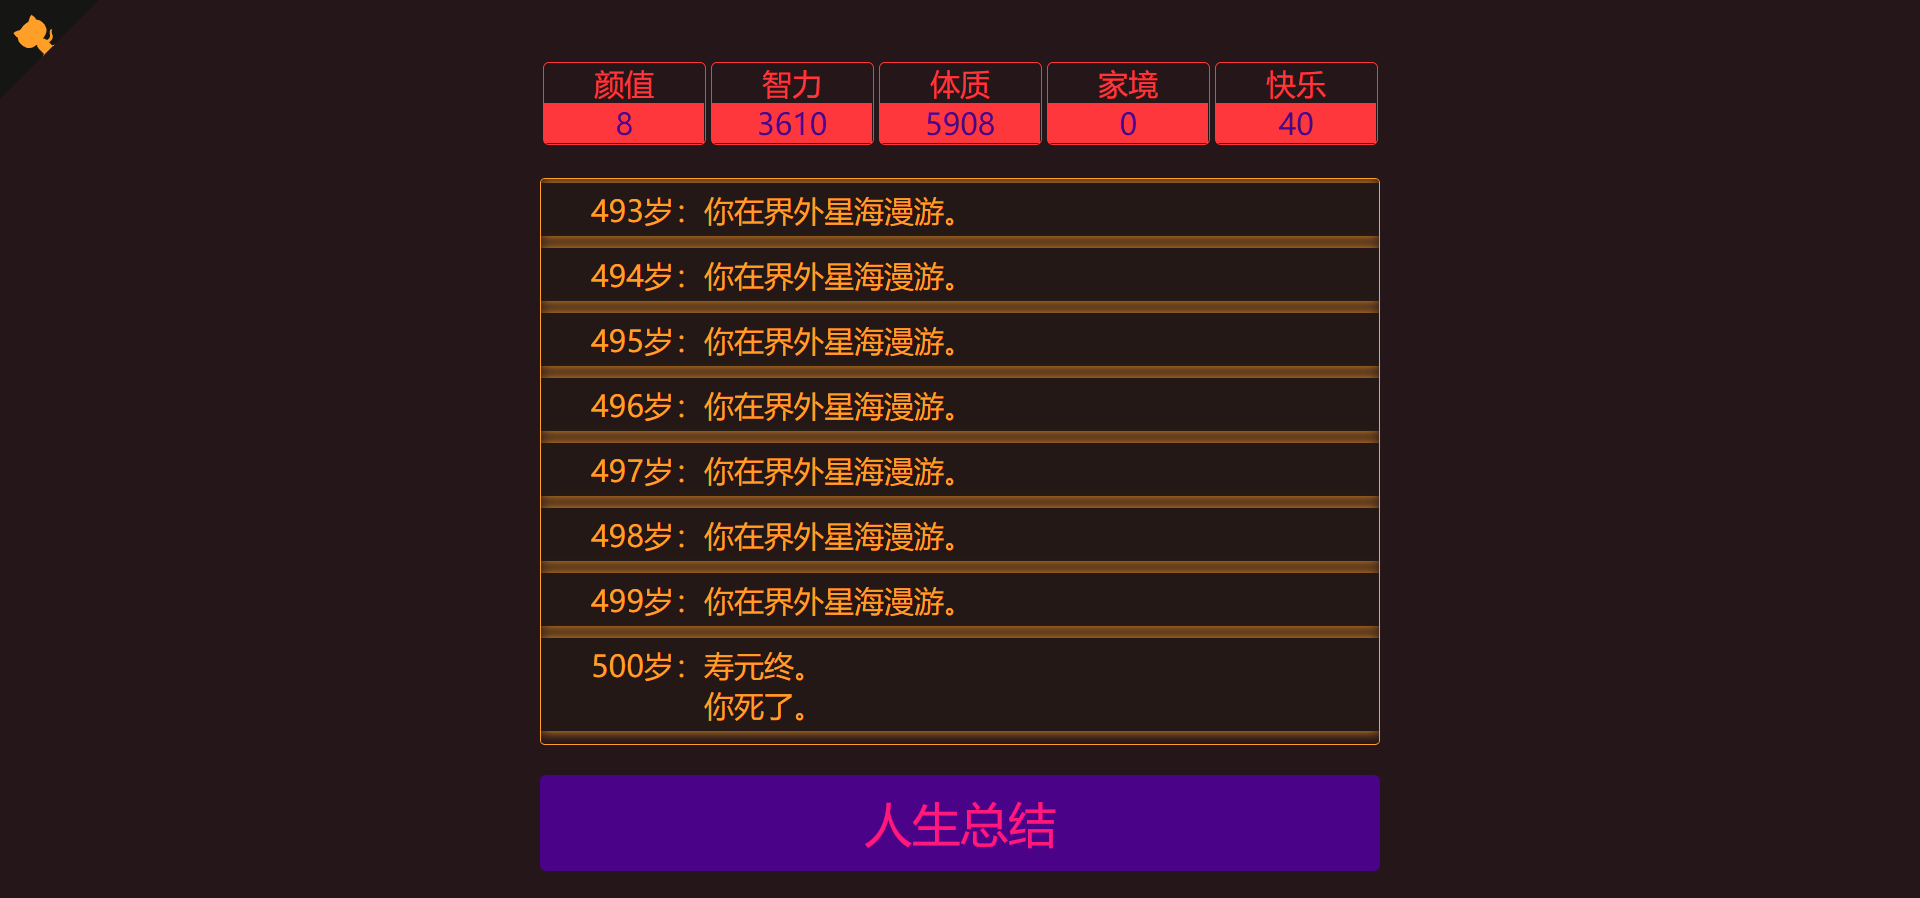 颜值 智力 体质 家境 快乐
8 3610 5908 0 40
493岁：你在界外星海漫游。
494岁：你在界外星海漫游。
495岁：你在界外星海漫游。
496岁：你在界外星海漫游。
497岁：你在界外星海漫游。
498岁：你在界外星海漫游。
499岁：你在界外星海漫游。
500岁：寿元终。
你死了。
人生总结